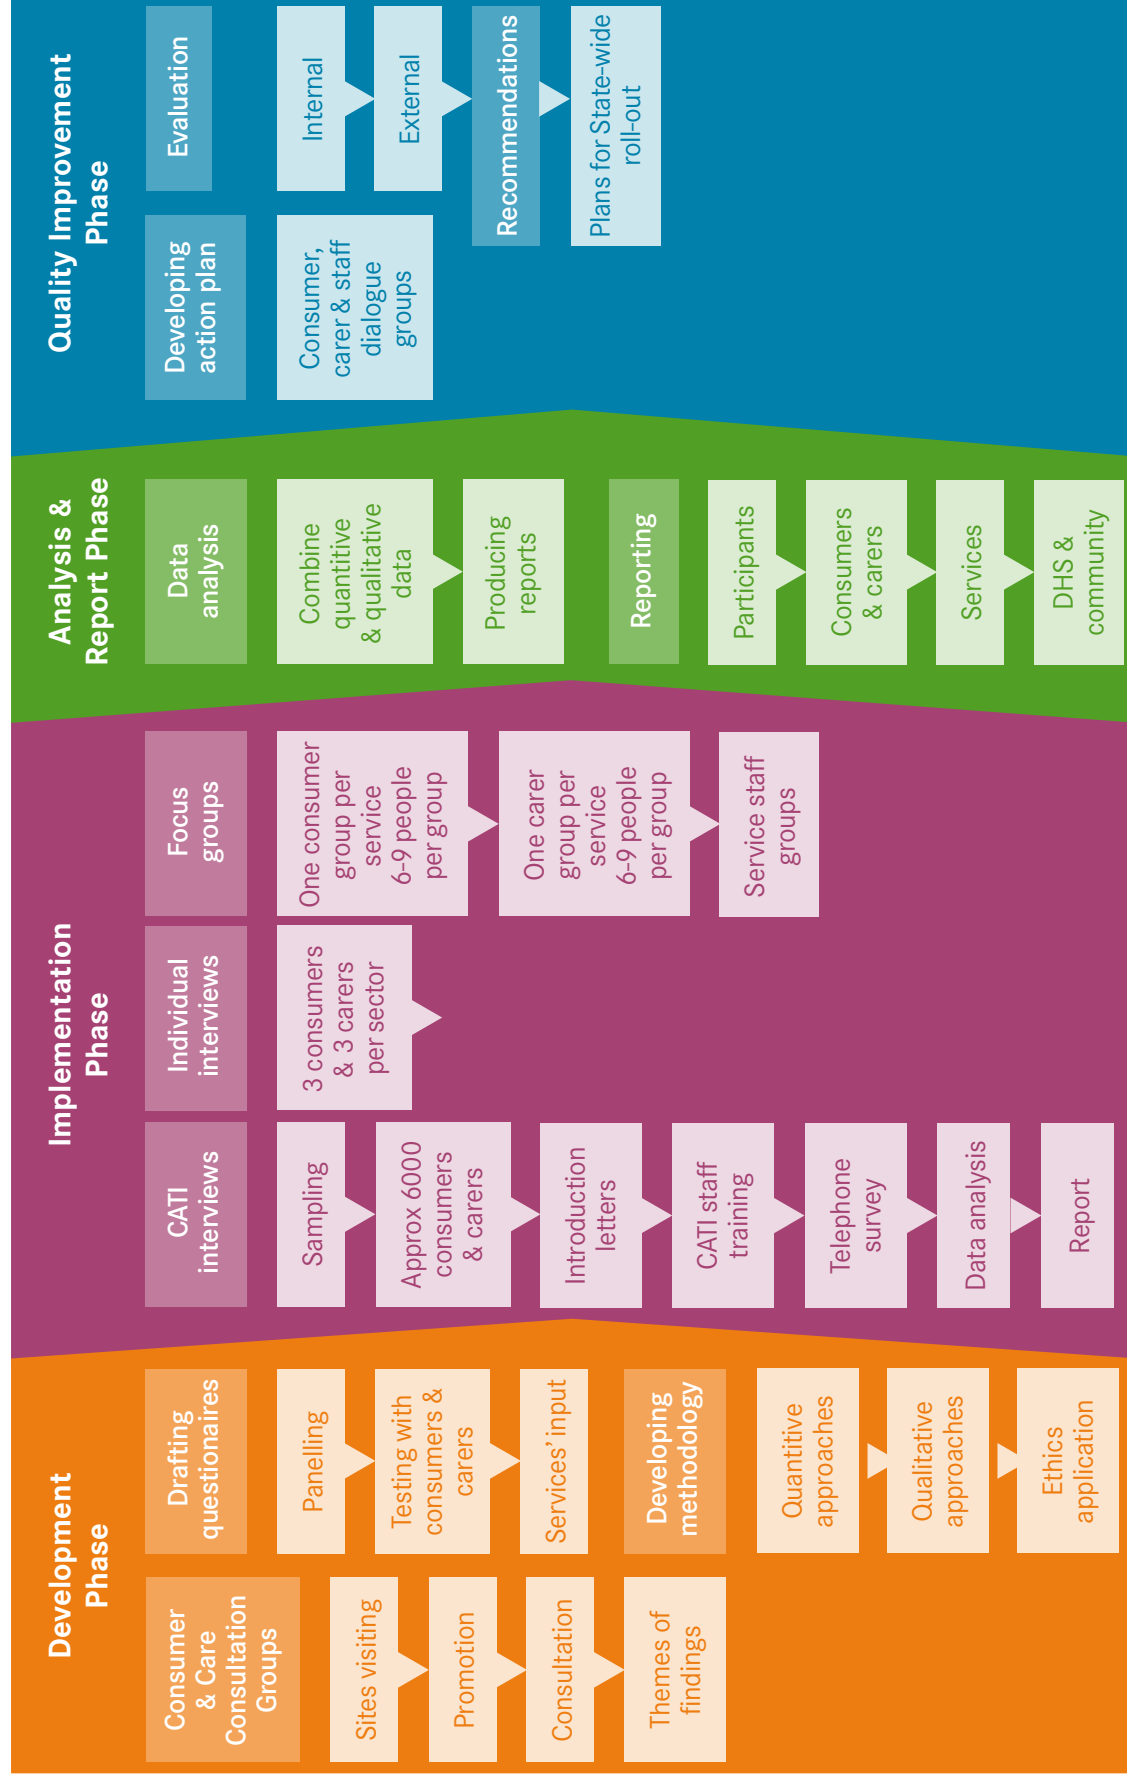 Development
Phase
Consumer
& Care
Consultation
Groups
Sites visiting
Promotion
Consultation
Themes of
findings
Drafting
questionaires
Panelling
Testing with
consumers &
carers
Services' input
Developing
methodology
Quantitive
approaches
Qualitative
approaches
Ethics
application
Implementation
Phase
CATI
interviews
Sampling
Approx 6000
consumers
& carers
Introduction
letters
CATI staff
training
Telephone
survey
Data analysis
Report
Individual
interviews
3 consumers
& 3 carers
per sector
Focus
groups
One consumer
group per
service
6-9 people
per group
One carer
group per
service
6-9 people
per group
Service staff
groups
Analysis &
Report Phase
Data
analysis
Combine
quantitive
& qualitative
data
Producing
reports
Reporting
Participants
Consumers
& carers
Services
DHS &
community
Quality Improvement
Phase
Developing
action plan
Consumer,
carer & staff
dialogue
groups
Evaluation
Internal
External
Recommendations
Plans for State-wide
roll-out